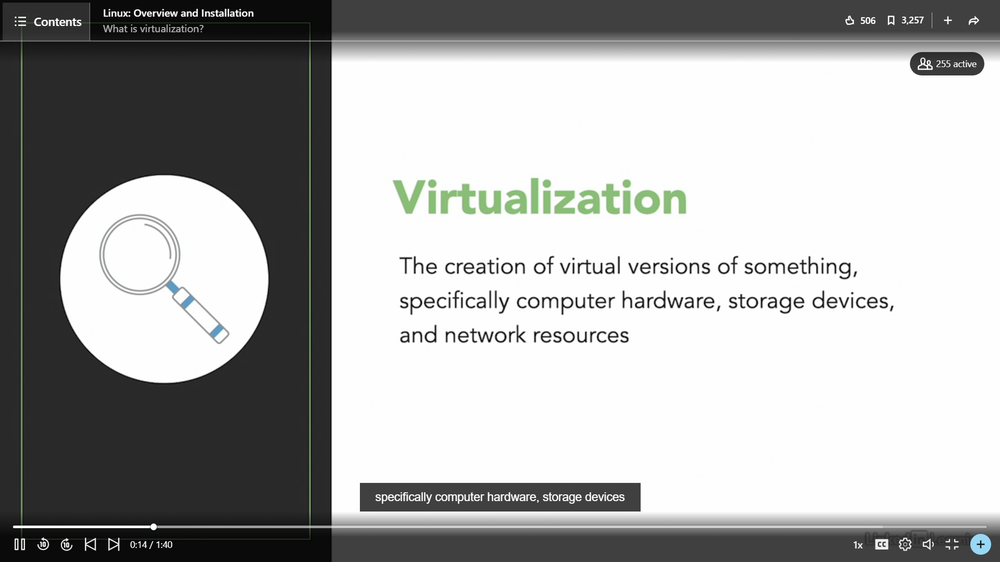 Contents
Linux: Overview and Installation
What is virtualization?
506
3,257
255 active
Virtualization
The creation of virtual versions of something,
specifically computer hardware, storage devices,
and network resources
specifically computer hardware, storage devices
10
10
0:14 / 1:40
1x
CC
LinkedIn Learning